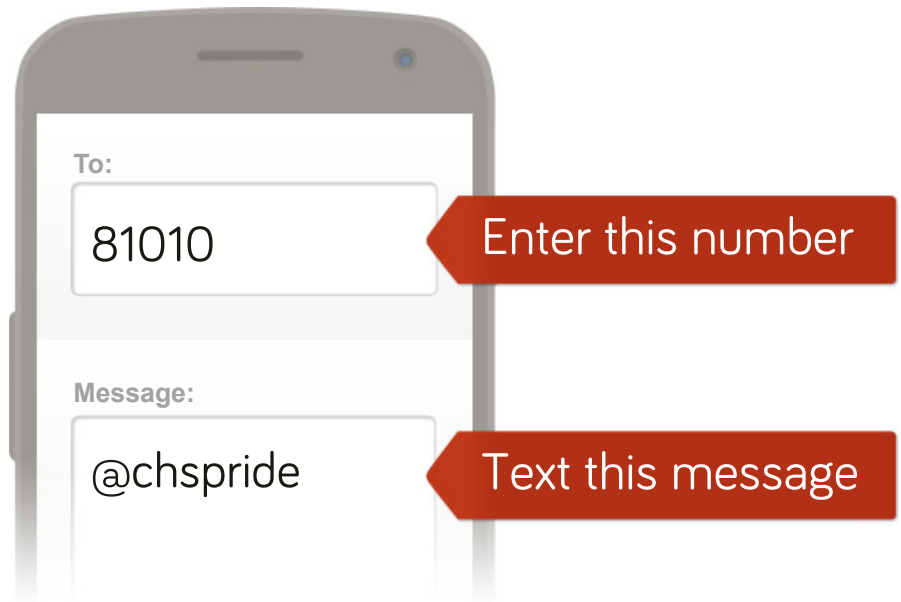 To:
81010
Enter this number
Message:
@chspride
Text this message